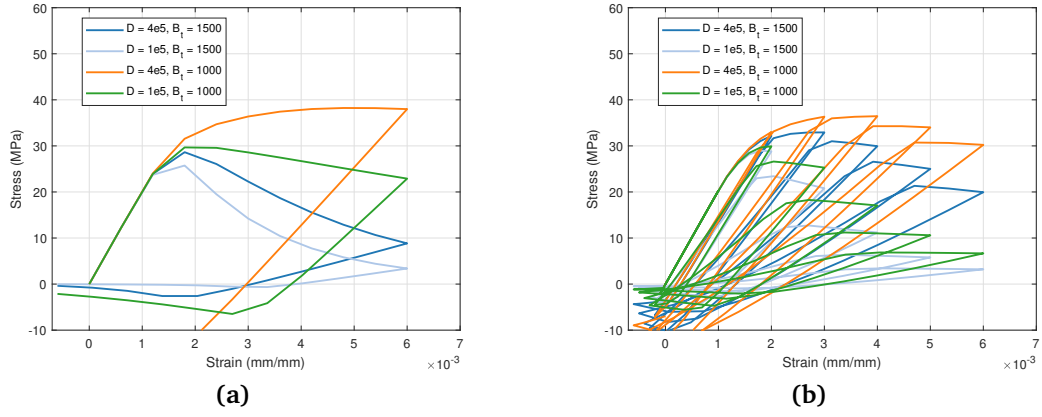 60
50
40
30
20
10
0
-10
Stress (MPa)
D = 4e5, B_t = 1500
D = 1e5, B_t = 1500
D = 4e5, B_t = 1000
D = 1e5, B_t = 1000
0 1 2 3 4 5 6 7
Strain (mm/mm)
×10^-3
(a)
60
50
40
30
20
10
0
-10
Stress (MPa)
D = 4e5, B_t = 1500
D = 1e5, B_t = 1500
D = 4e5, B_t = 1000
D = 1e5, B_t = 1000
0 1 2 3 4 5 6 7
Strain (mm/mm)
×10^-3
(b)